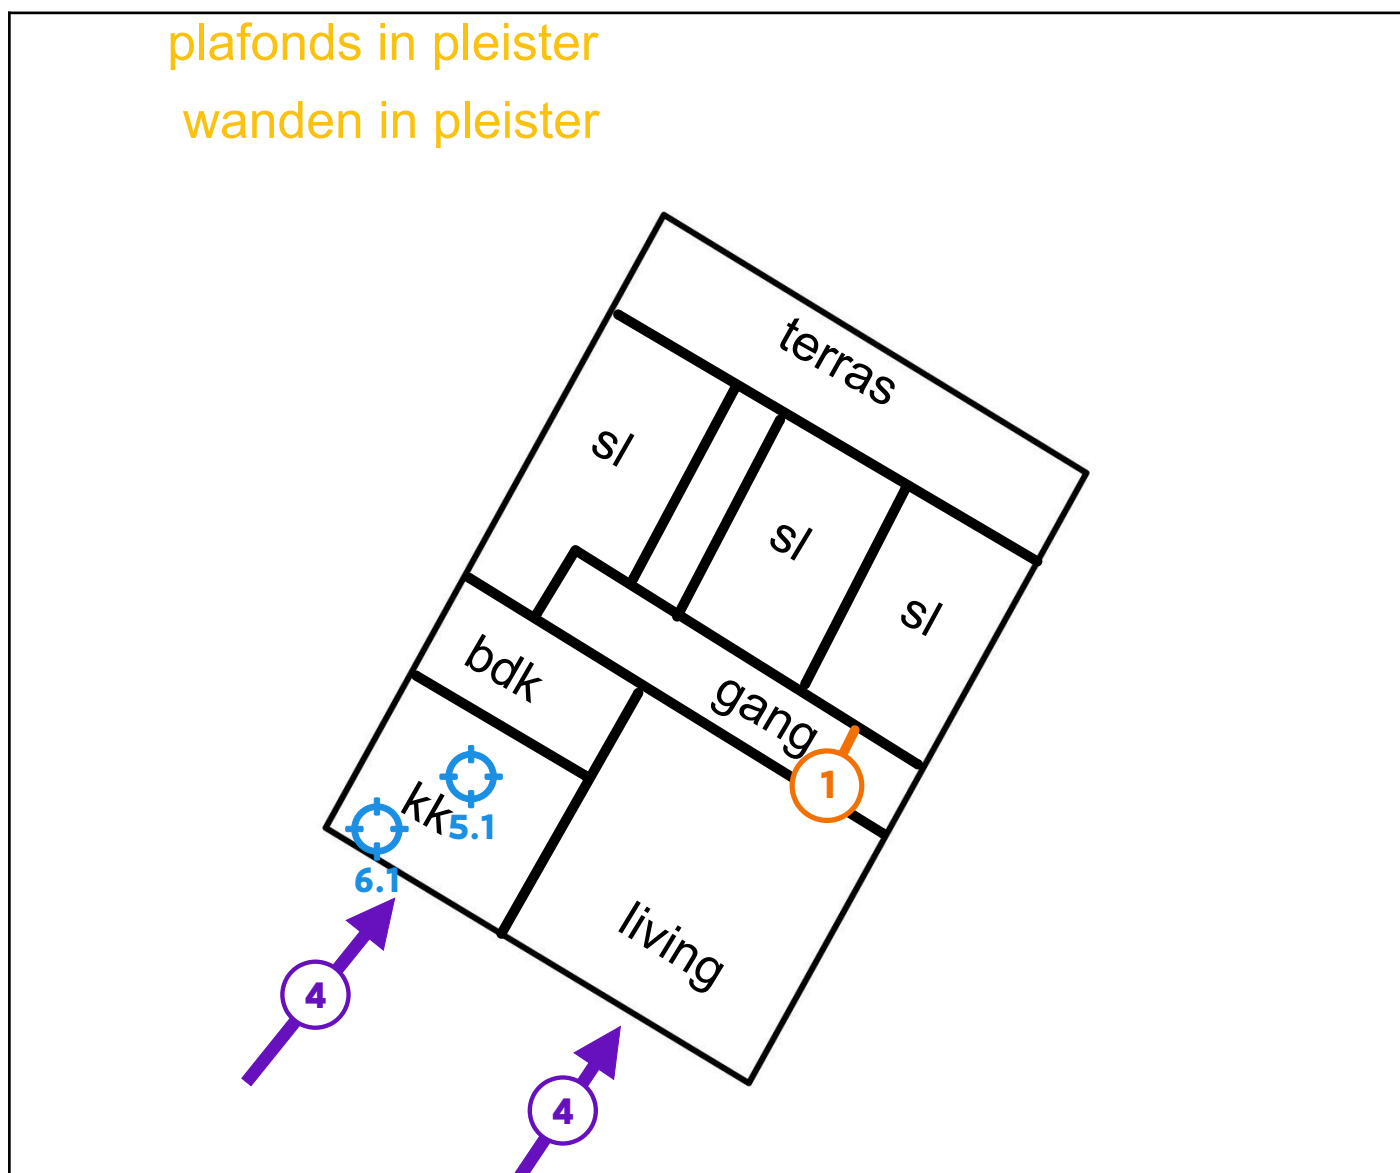 plafonds in pleister
wanden in pleister
terras
sl
sl
sl
bdk
gang
1
kk
5.1
6.1
living
4
4